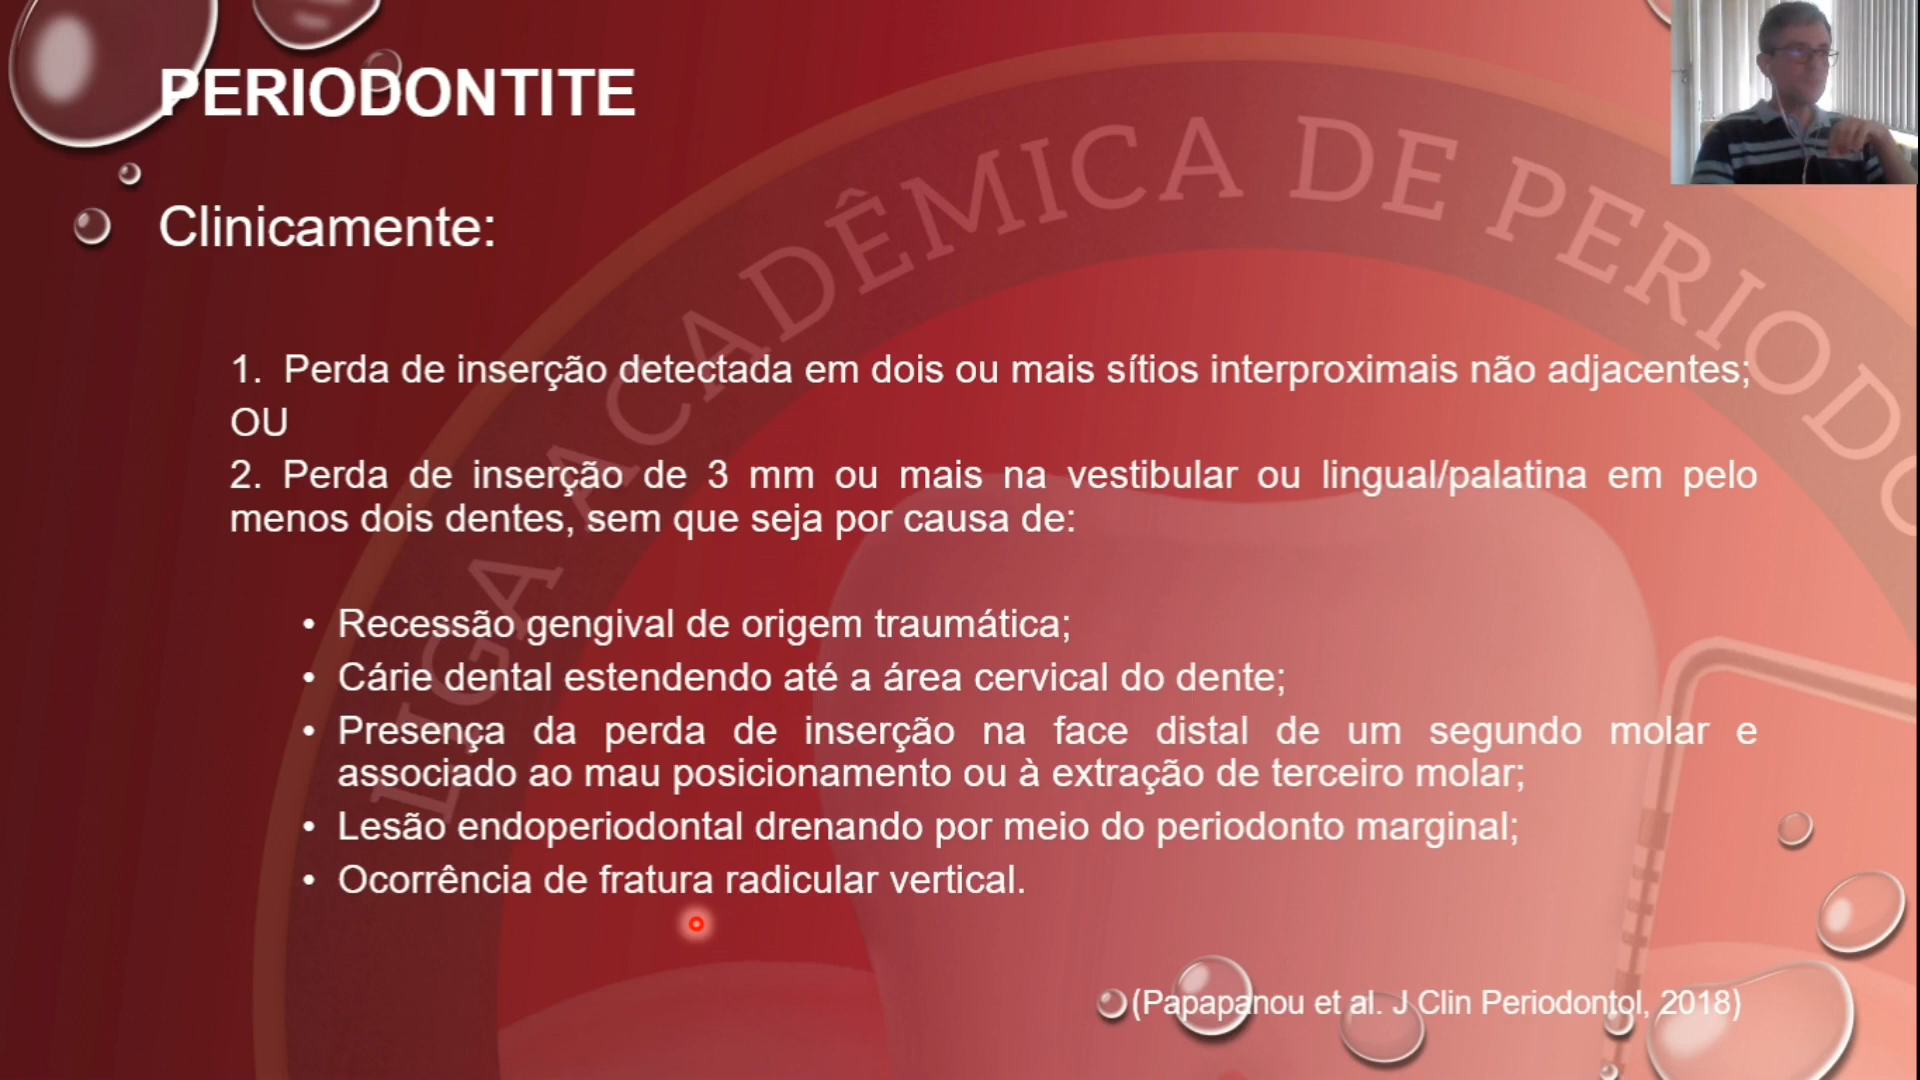 PERIODONTITE
Clinicamente:
1. Perda de inserção detectada em dois ou mais sítios interproximais não adjacentes;
OU
2. Perda de inserção de 3 mm ou mais na vestibular ou lingual/palatina em pelo
menos dois dentes, sem que seja por causa de:
• Recessão gengival de origem traumática;
• Cárie dental estendendo até a área cervical do dente;
• Presença da perda de inserção na face distal de um segundo molar e
associado ao mau posicionamento ou à extração de terceiro molar;
• Lesão endoperiodontal drenando por meio do periodonto marginal;
• Ocorrência de fratura radicular vertical.
(Papapanou et al. J Clin Periodontol, 2018)
LIGA ACADÊMICA DE PERIODO